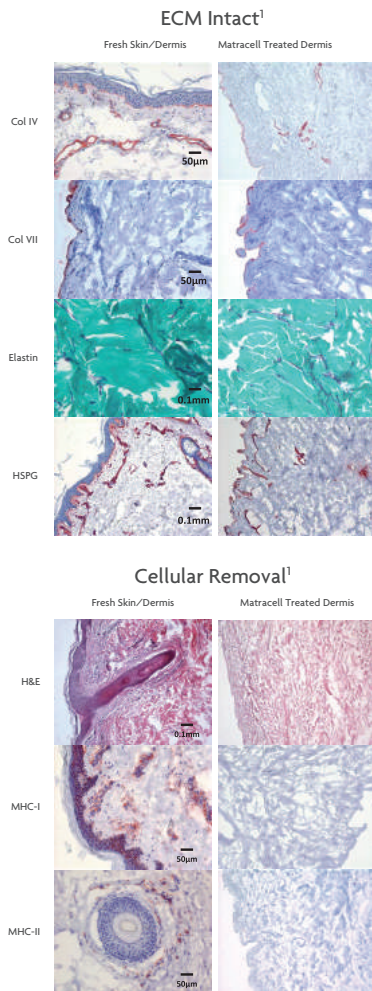 ECM Intact¹
Fresh Skin/Dermis Matracell Treated Dermis
Col IV
50µm
Col VII
50µm
Elastin
0.1mm
HSPG
0.1mm
Cellular Removal¹
Fresh Skin/Dermis Matracell Treated Dermis
H&E
0.1mm
MHC-I
50µm
MHC-II
50µm